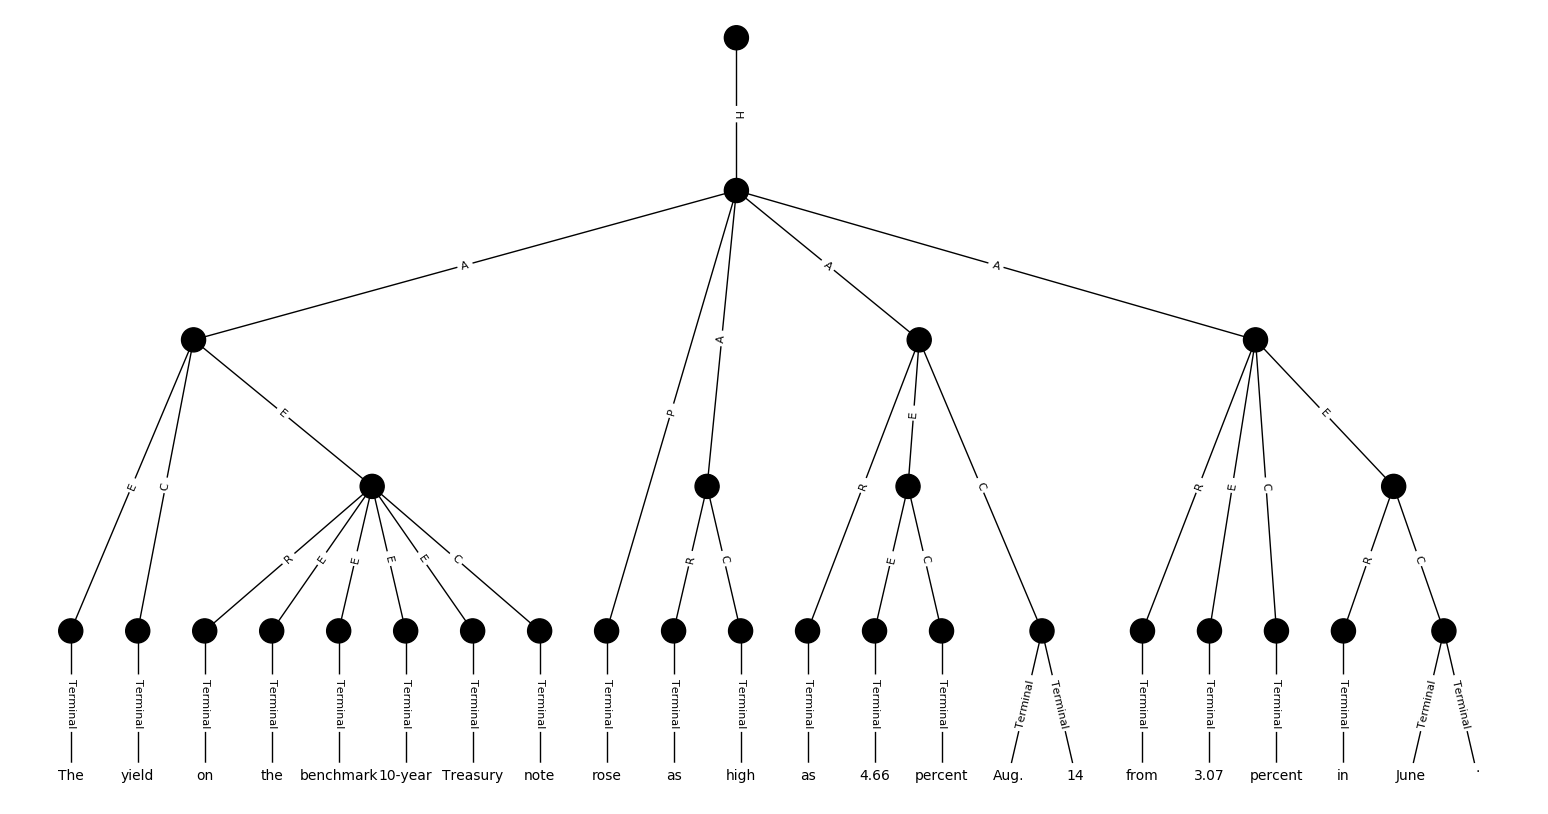 H
A A A
A
E E P
E E
E C R R C R E C
R E E E E C R C E C R C
Terminal Terminal Terminal Terminal Terminal Terminal Terminal Terminal Terminal Terminal Terminal Terminal Terminal Terminal Terminal Terminal Terminal Terminal Terminal Terminal Terminal Terminal
The yield on the benchmark 10-year Treasury note rose as high as 4.66 percent Aug. 14 from 3.07 percent in June .